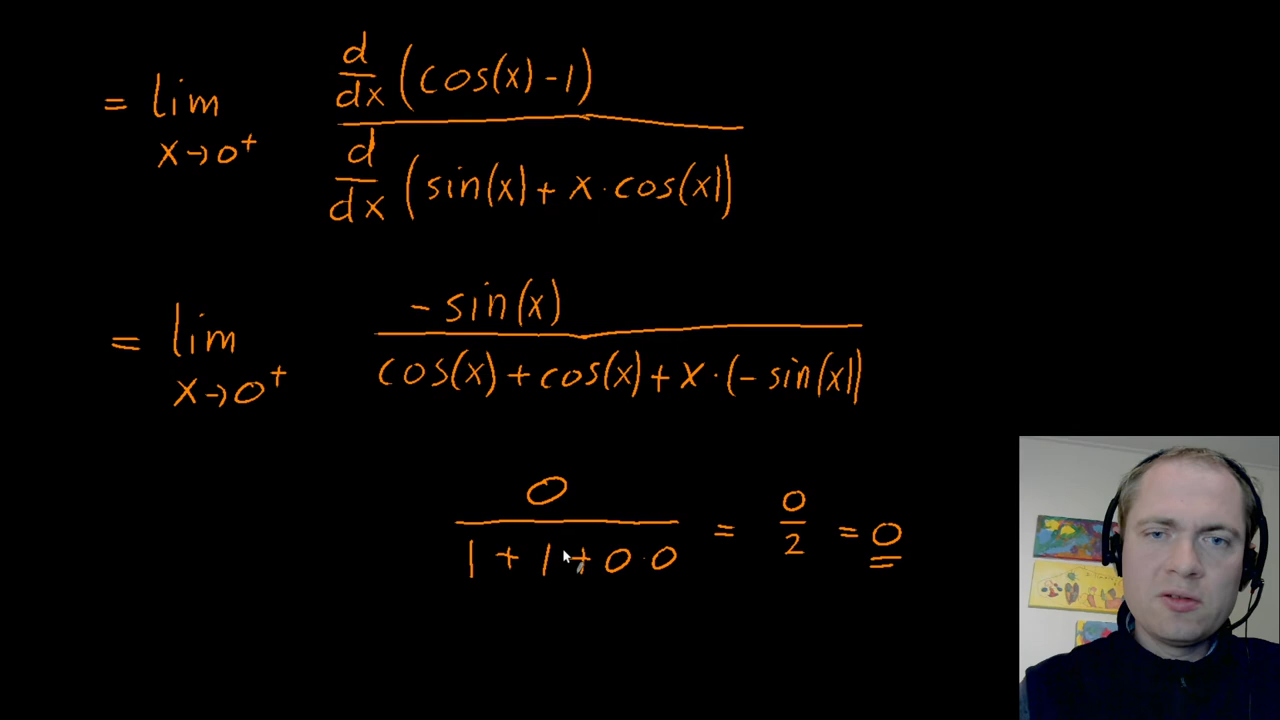 = lim x→0⁺ d/dx (cos(x) - 1) / d/dx (sin(x) + x · cos(x))
= lim x→0⁺ - sin(x) / cos(x) + cos(x) + x · (- sin(x))
0 / 1 + 1 + 0 · 0 = 0/2 = 0